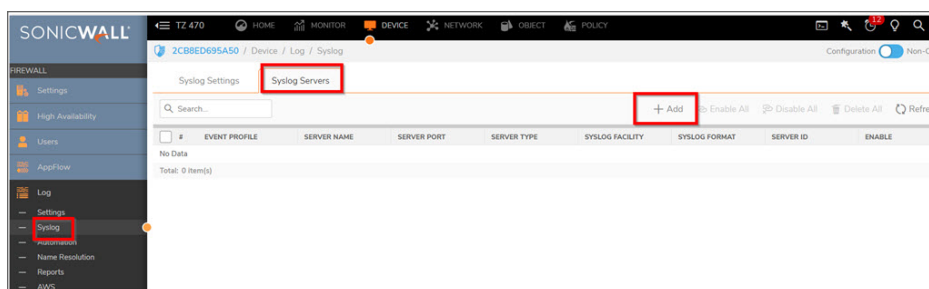 SONICWALL
TZ 470 HOME MONITOR DEVICE NETWORK OBJECT POLICY 12
2CB8ED695A50 / Device / Log / Syslog Configuration Non-C
FIREWALL
Settings
High Availability
Users
AppFlow
Log
Settings
Syslog
Automation
Name Resolution
Reports
AWS
Syslog Settings Syslog Servers
Search... + Add Enable All Disable All Delete All Refre
# EVENT PROFILE SERVER NAME SERVER PORT SERVER TYPE SYSLOG FACILITY SYSLOG FORMAT SERVER ID ENABLE
No Data
Total: 0 item(s)